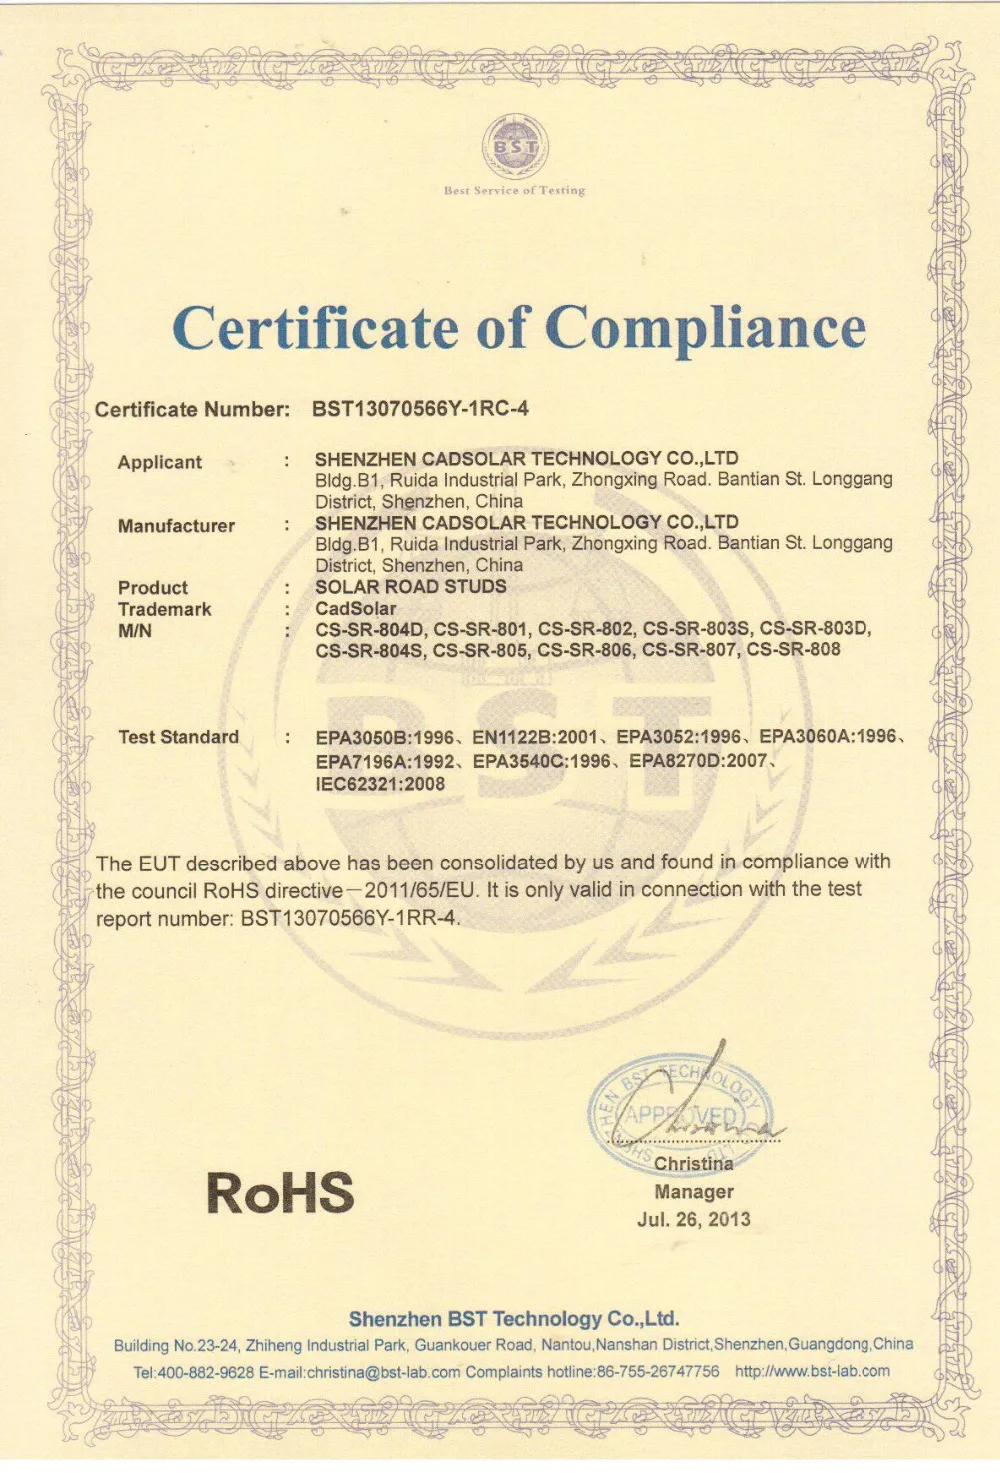 BST
Best Service of Testing
Certificate of Compliance
Certificate Number: BST13070566Y-1RC-4
Applicant : SHENZHEN CADSOLAR TECHNOLOGY CO.,LTD
Bldg.B1, Ruida Industrial Park, Zhongxing Road. Bantian St. Longgang
District, Shenzhen, China
Manufacturer : SHENZHEN CADSOLAR TECHNOLOGY CO.,LTD
Bldg.B1, Ruida Industrial Park, Zhongxing Road. Bantian St. Longgang
District, Shenzhen, China
Product : SOLAR ROAD STUDS
Trademark : CadSolar
M/N : CS-SR-804D, CS-SR-801, CS-SR-802, CS-SR-803S, CS-SR-803D,
CS-SR-804S, CS-SR-805, CS-SR-806, CS-SR-807, CS-SR-808
BST
Test Standard : EPA3050B:1996、EN1122B:2001、EPA3052:1996、EPA3060A:1996、
EPA7196A:1992、EPA3540C:1996、EPA8270D:2007、
IEC62321:2008
The EUT described above has been consolidated by us and found in compliance with
the council RoHS directive－2011/65/EU. It is only valid in connection with the test
report number: BST13070566Y-1RR-4.
BST TECHNOLOGY
APPROVED
Christina
Christina
Manager
Jul. 26, 2013
RoHS
Shenzhen BST Technology Co.,Ltd.
Building No.23-24, Zhiheng Industrial Park, Guankouer Road, Nantou,Nanshan District,Shenzhen,Guangdong,China
Tel:400-882-9628 E-mail:christina@bst-lab.com Complaints hotline:86-755-26747756 http://www.bst-lab.com